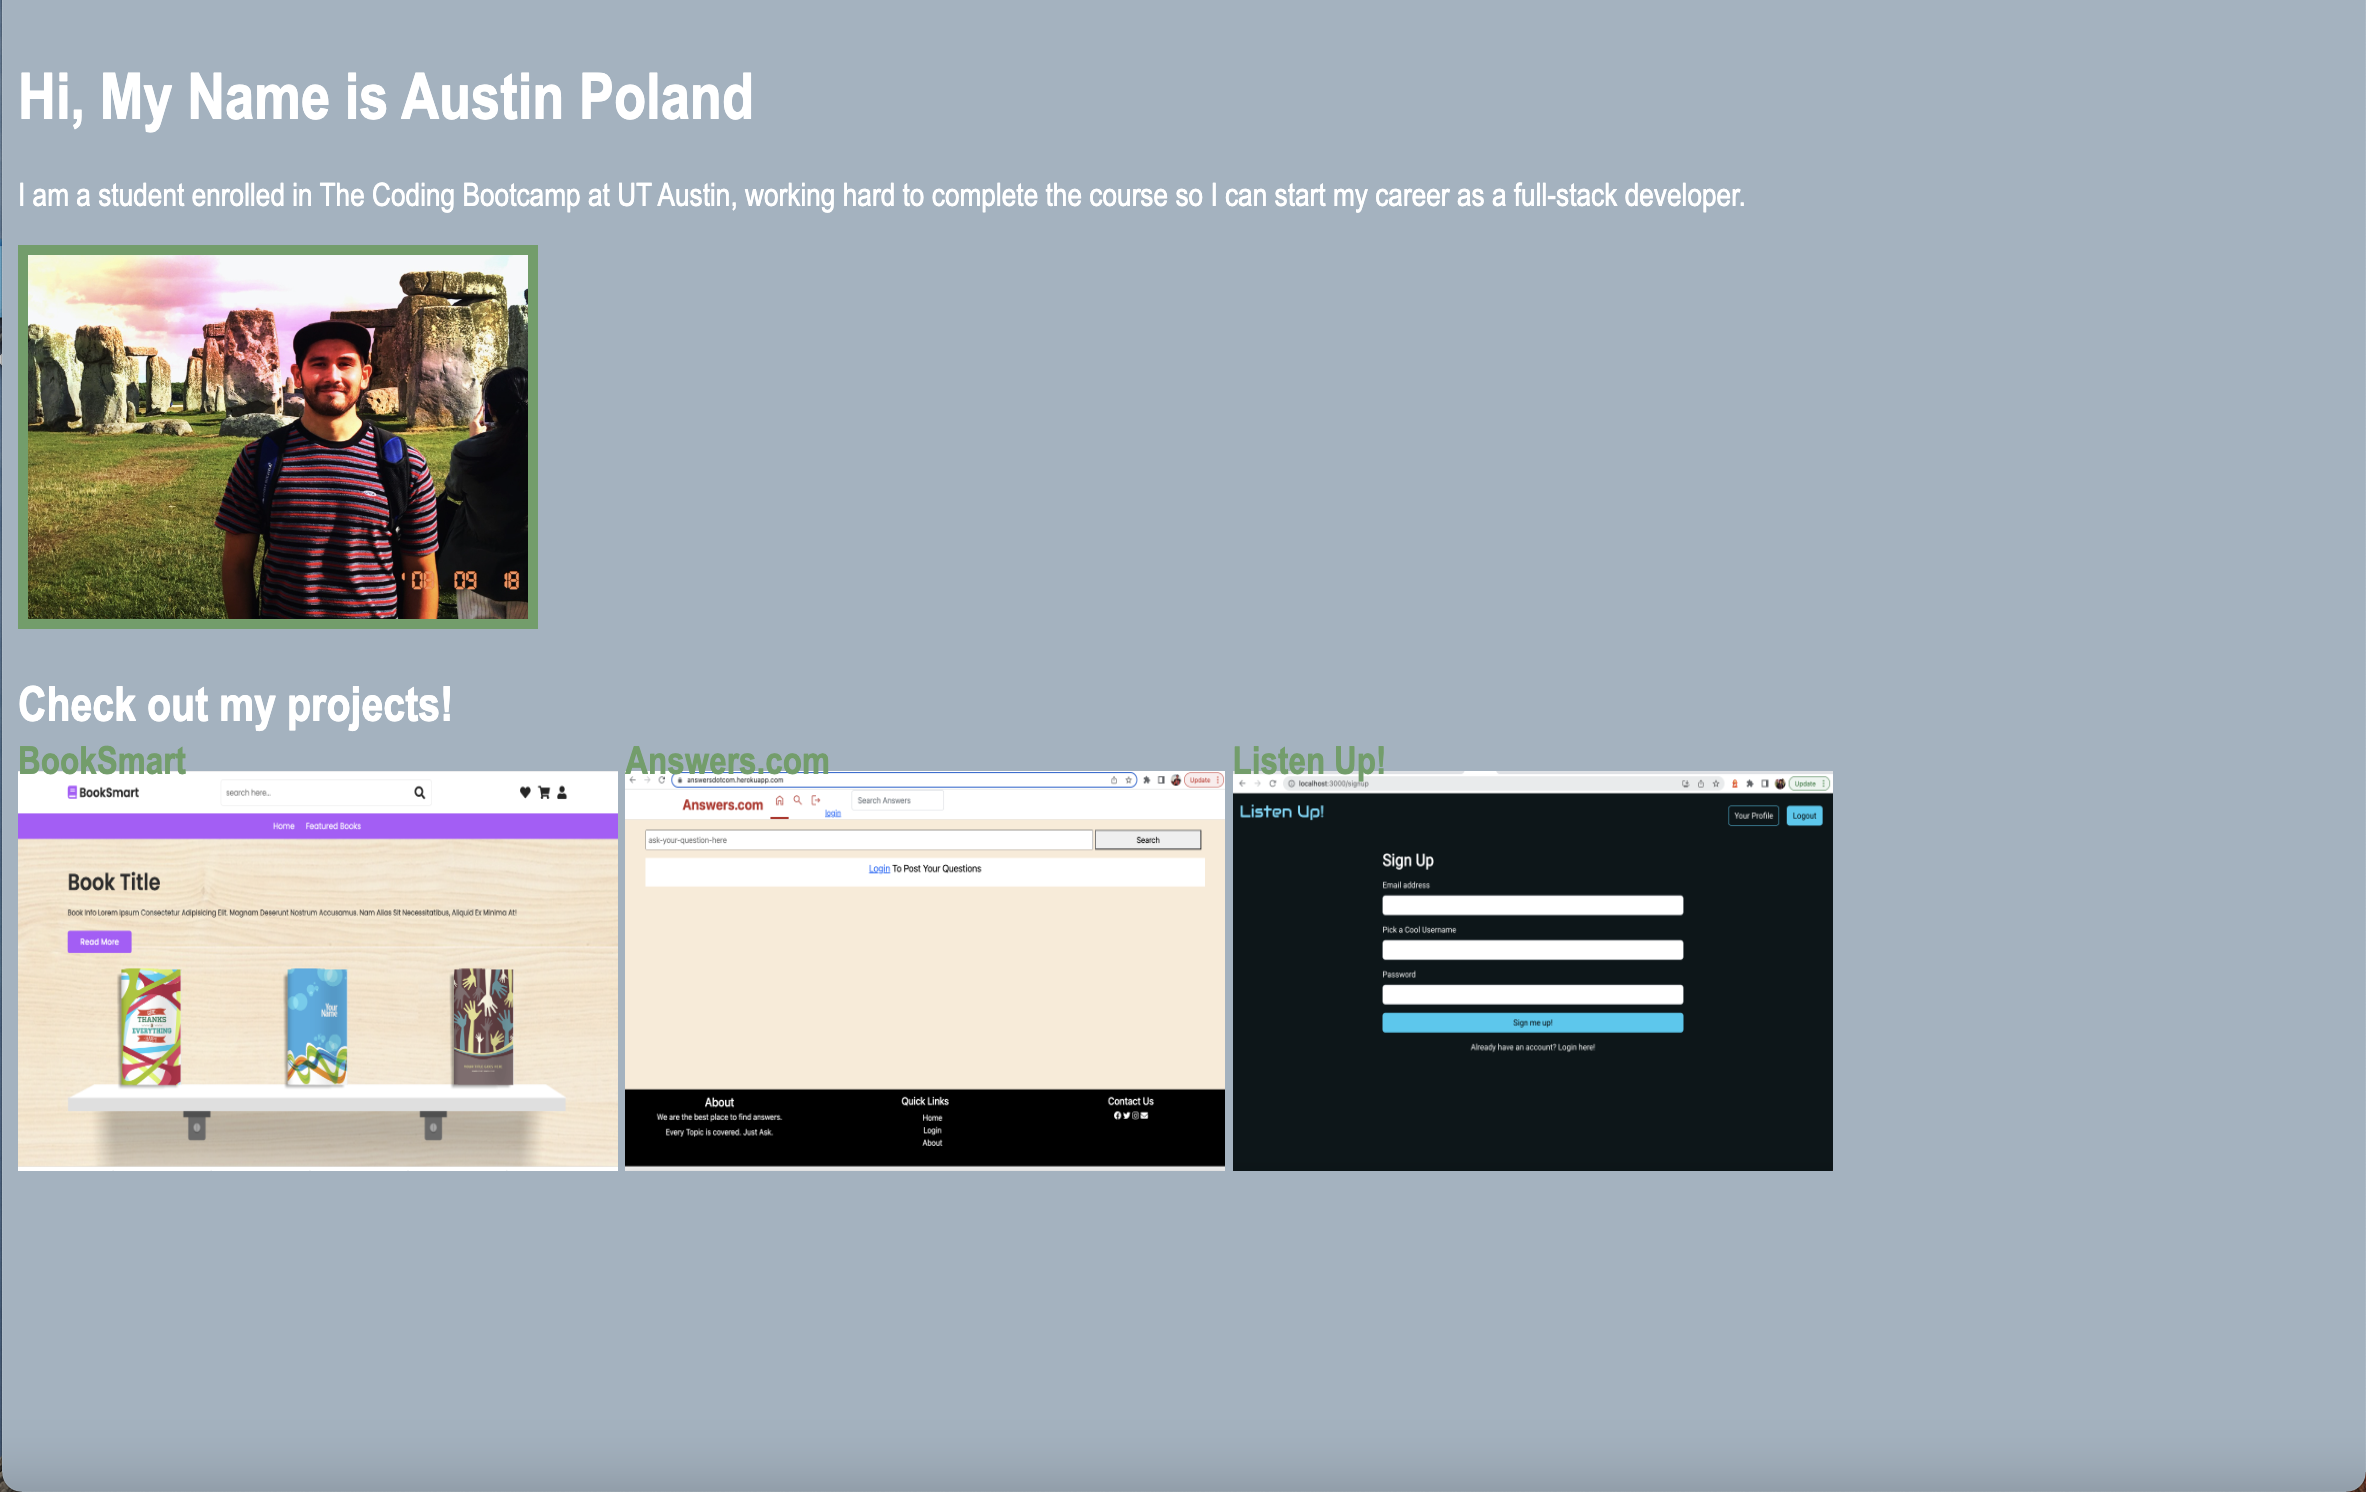 Hi, My Name is Austin Poland
I am a student enrolled in The Coding Bootcamp at UT Austin, working hard to complete the course so I can start my career as a full-stack developer.
09 18
Check out my projects!
BookSmart
BookSmart
search here...
Home Featured Books
Book Title
Book Info Lorem Ipsum Consectetur Adipisicing Elit. Magnam Deserunt Nostrum Accusamus. Nam Alias Sit Necessitatibus, Aliquid Ex Minima At!
Read More
THANKS
EVERYTHING
Your
Name
Answers.com
answersdotcom.herokuapp.com
Update
Answers.com
login
Search Answers
ask-your-question-here
Search
Login To Post Your Questions
About
We are the best place to find answers.
Every Topic is covered. Just Ask.
Quick Links
Home
Login
About
Contact Us
Listen Up!
localhost:3000/signup
Update
Listen Up!
Your Profile
Logout
Sign Up
Email address
Pick a Cool Username
Password
Sign me up!
Already have an account? Login here!